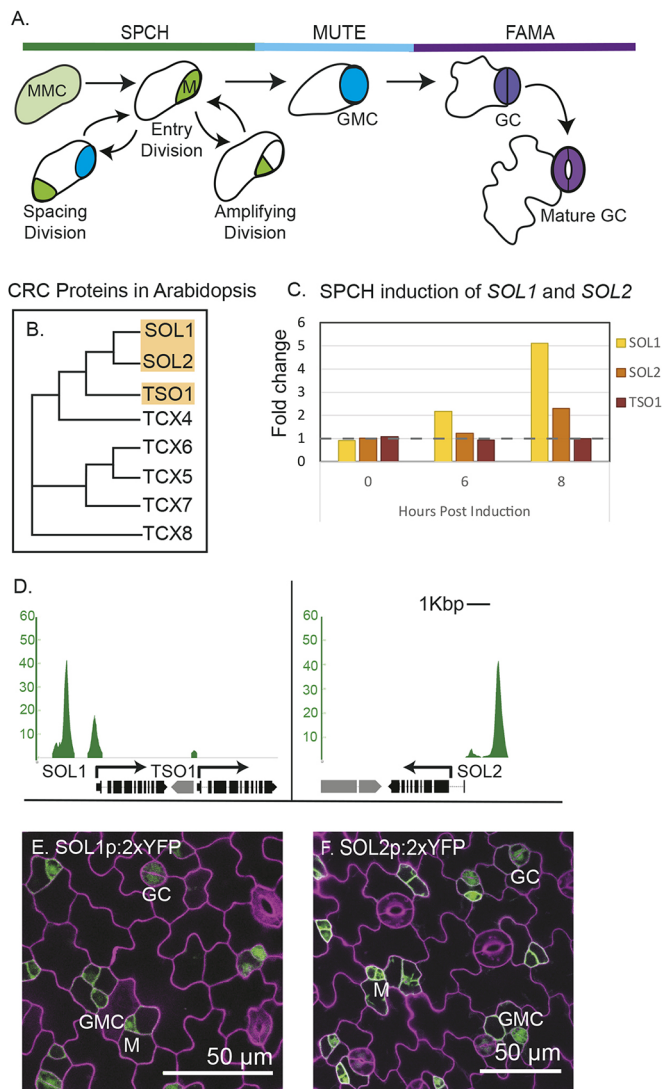 A.
SPCH MUTE FAMA
MMC
M
Entry
Division
GMC
GC
Spacing
Division
Amplifying
Division
Mature GC
CRC Proteins in Arabidopsis
B.
SOL1
SOL2
TSO1
TCX4
TCX6
TCX5
TCX7
TCX8
C. SPCH induction of SOL1 and SOL2
Fold change
6
5
4
3
2
1
0
0 6 8
Hours Post Induction
SOL1
SOL2
TSO1
D.
1Kbp
60
50
40
30
20
10
SOL1 TSO1
60
50
40
30
20
10
SOL2
E. SOL1p:2xYFP
GC
GMC
M
50 µm
F. SOL2p:2xYFP
GC
M
GMC
50 µm